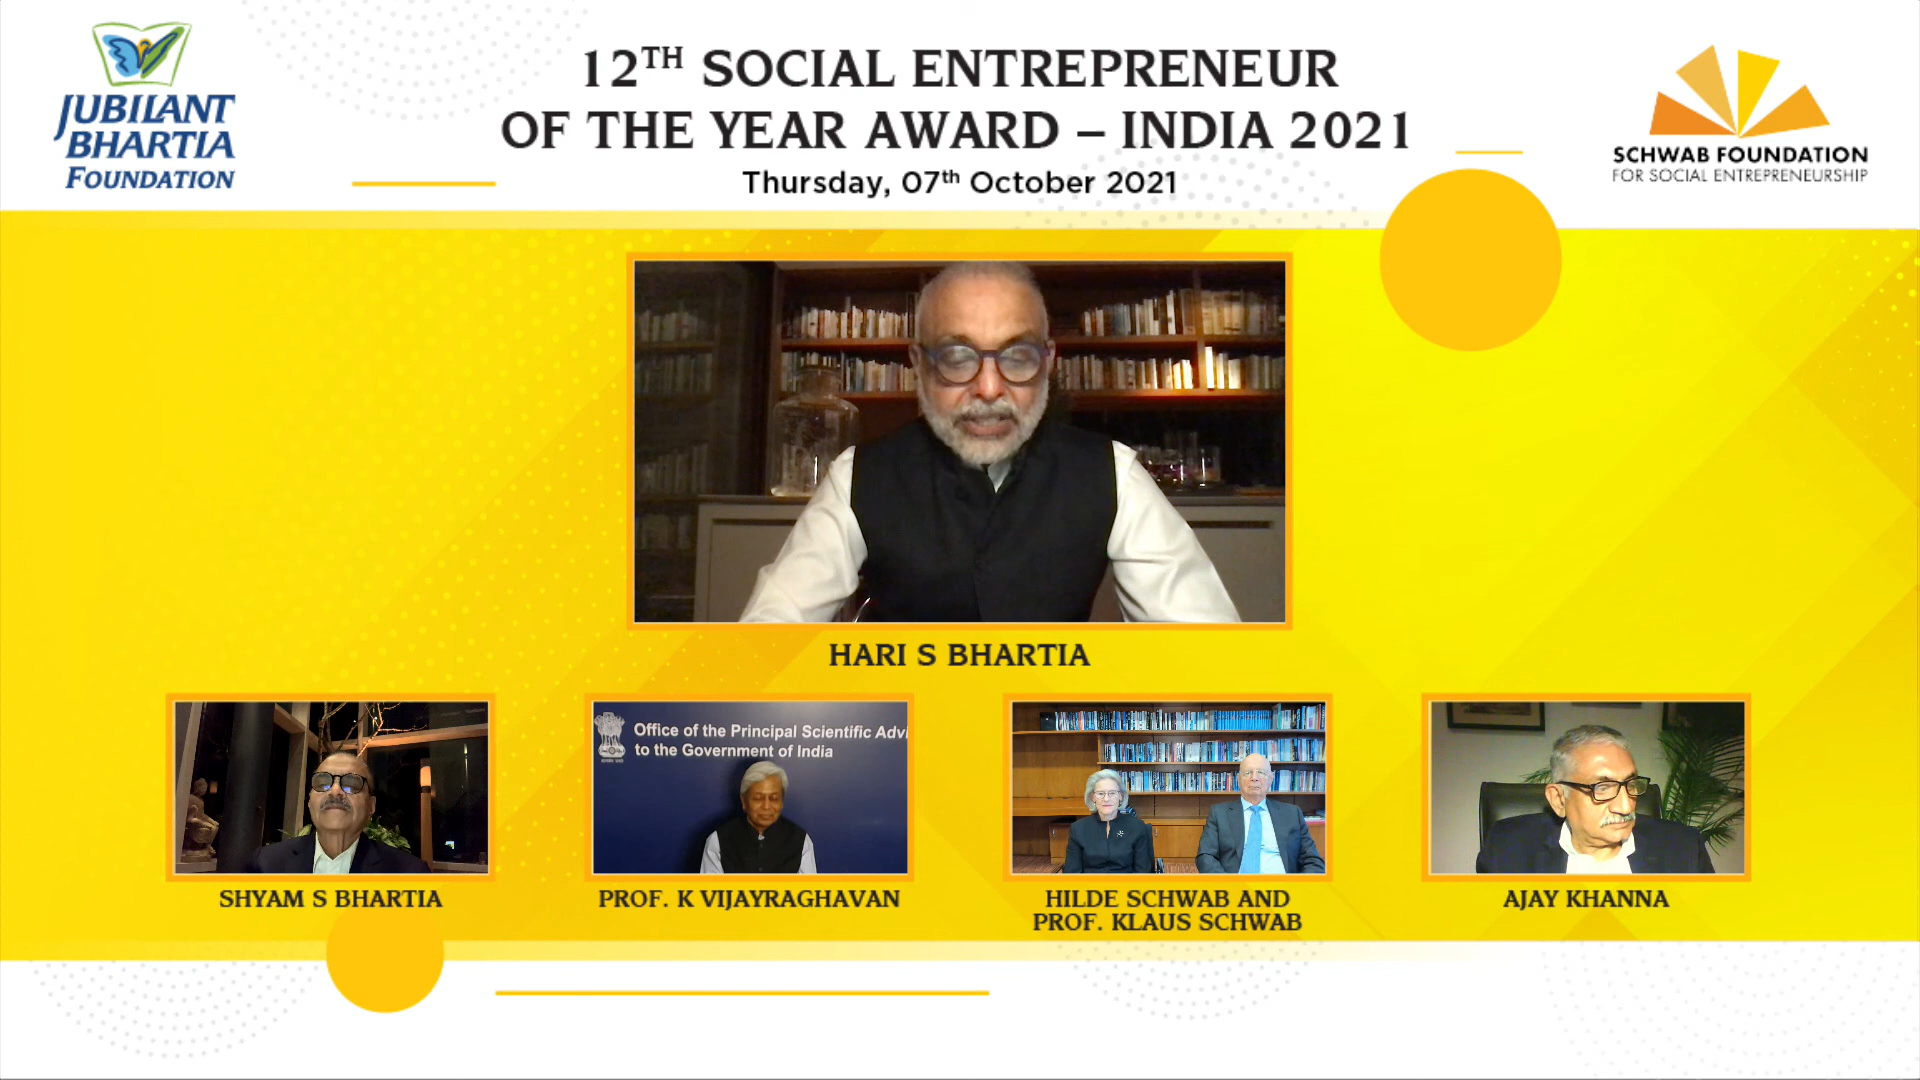 JUBILANT
BHARTIA
FOUNDATION
12TH SOCIAL ENTREPRENEUR
OF THE YEAR AWARD – INDIA 2021
Thursday, 07th October 2021
SCHWAB FOUNDATION
FOR SOCIAL ENTREPRENEURSHIP
HARI S BHARTIA
Office of the Principal Scientific Advi
to the Government of India
SHYAM S BHARTIA
PROF. K VIJAYRAGHAVAN
HILDE SCHWAB AND
PROF. KLAUS SCHWAB
AJAY KHANNA